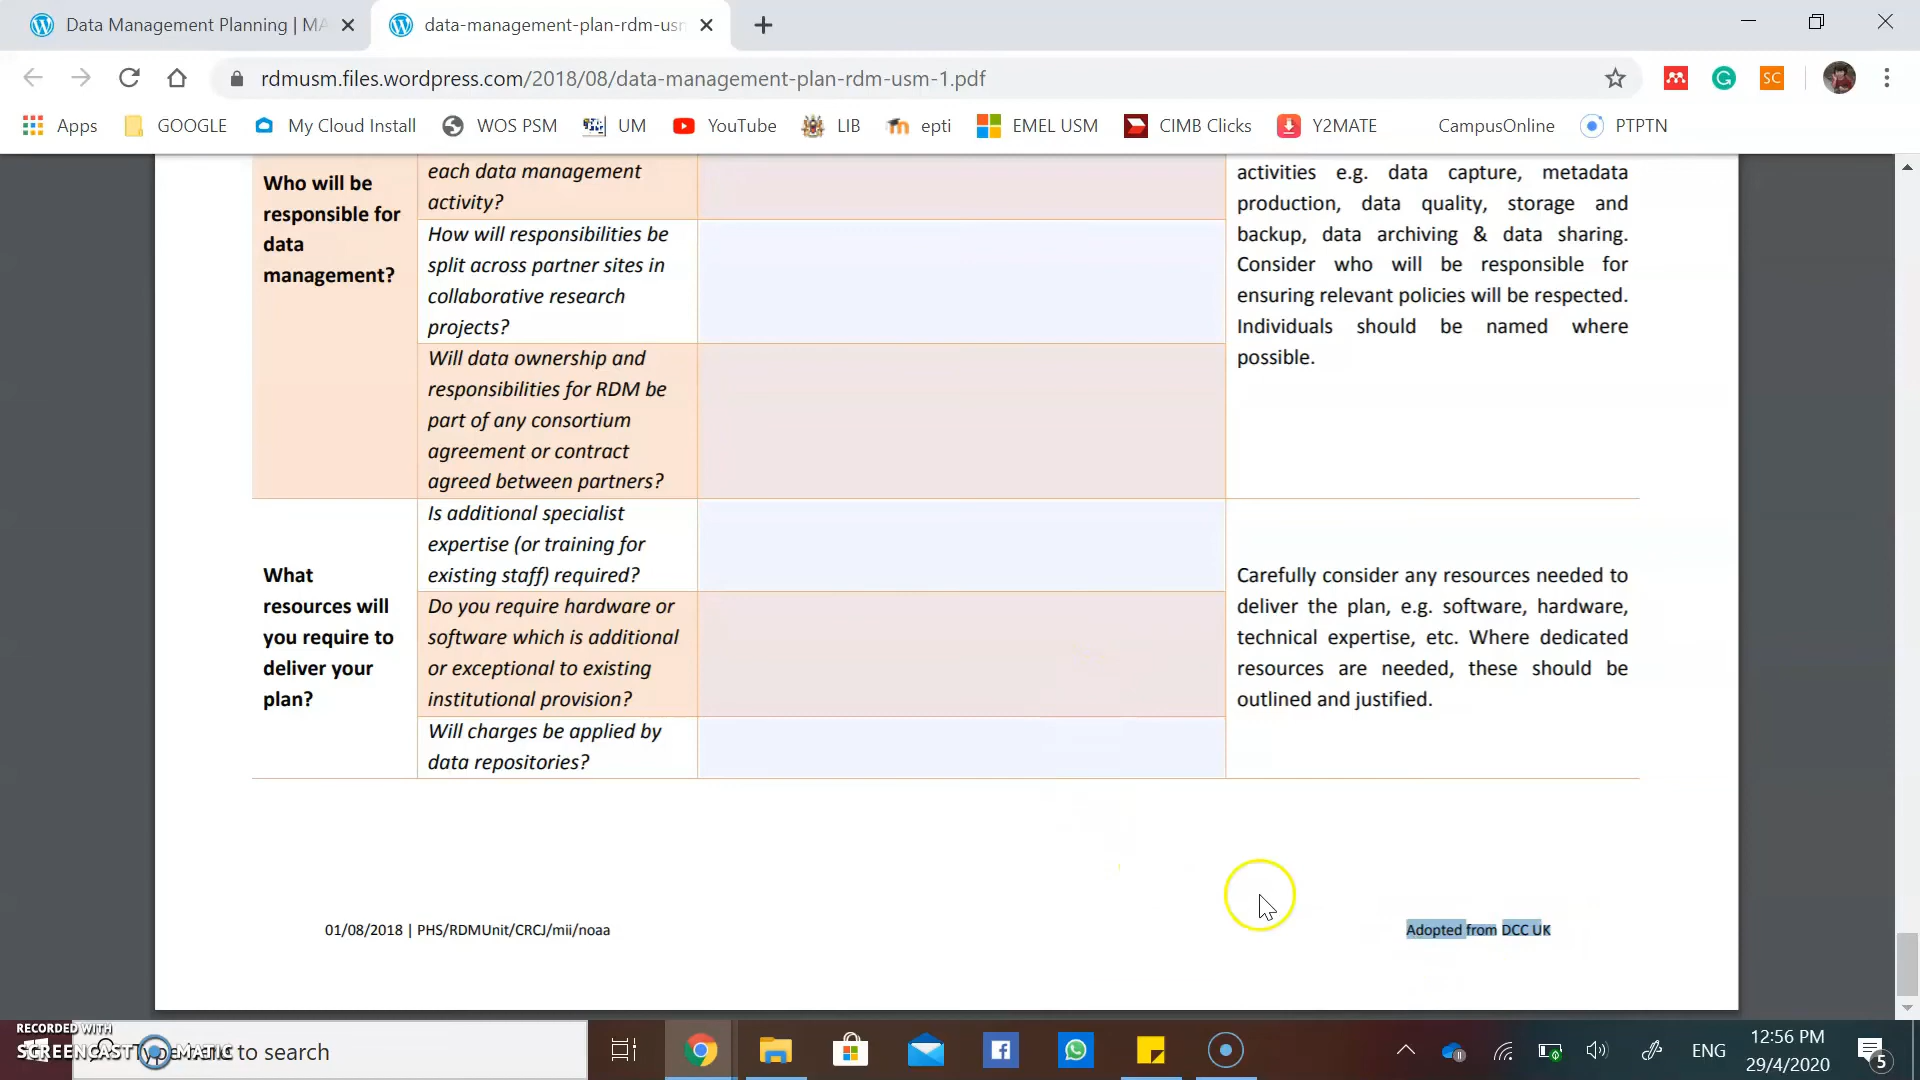 Data Management Planning | MA
data-management-plan-rdm-usm
rdmusm.files.wordpress.com/2018/08/data-management-plan-rdm-usm-1.pdf
SC
Apps
GOOGLE
My Cloud Install
WOS PSM
UM
YouTube
LIB
epti
EMEL USM
CIMB Clicks
Y2MATE
CampusOnline
PTPTN
Who will be
responsible for
data
management?
each data management
activity?
How will responsibilities be
split across partner sites in
collaborative research
projects?
Will data ownership and
responsibilities for RDM be
part of any consortium
agreement or contract
agreed between partners?
activities e.g. data capture, metadata
production, data quality, storage and
backup, data archiving & data sharing.
Consider who will be responsible for
ensuring relevant policies will be respected.
Individuals should be named where
possible.
What
resources will
you require to
deliver your
plan?
Is additional specialist
expertise (or training for
existing staff) required?
Do you require hardware or
software which is additional
or exceptional to existing
institutional provision?
Will charges be applied by
data repositories?
Carefully consider any resources needed to
deliver the plan, e.g. software, hardware,
technical expertise, etc. Where dedicated
resources are needed, these should be
outlined and justified.
01/08/2018 | PHS/RDMUnit/CRCJ/mii/noaa
Adopted from DCC UK
RECORDED WITH
SCREENCAST MATIC
Type here to search
ENG
12:56 PM
29/4/2020
5